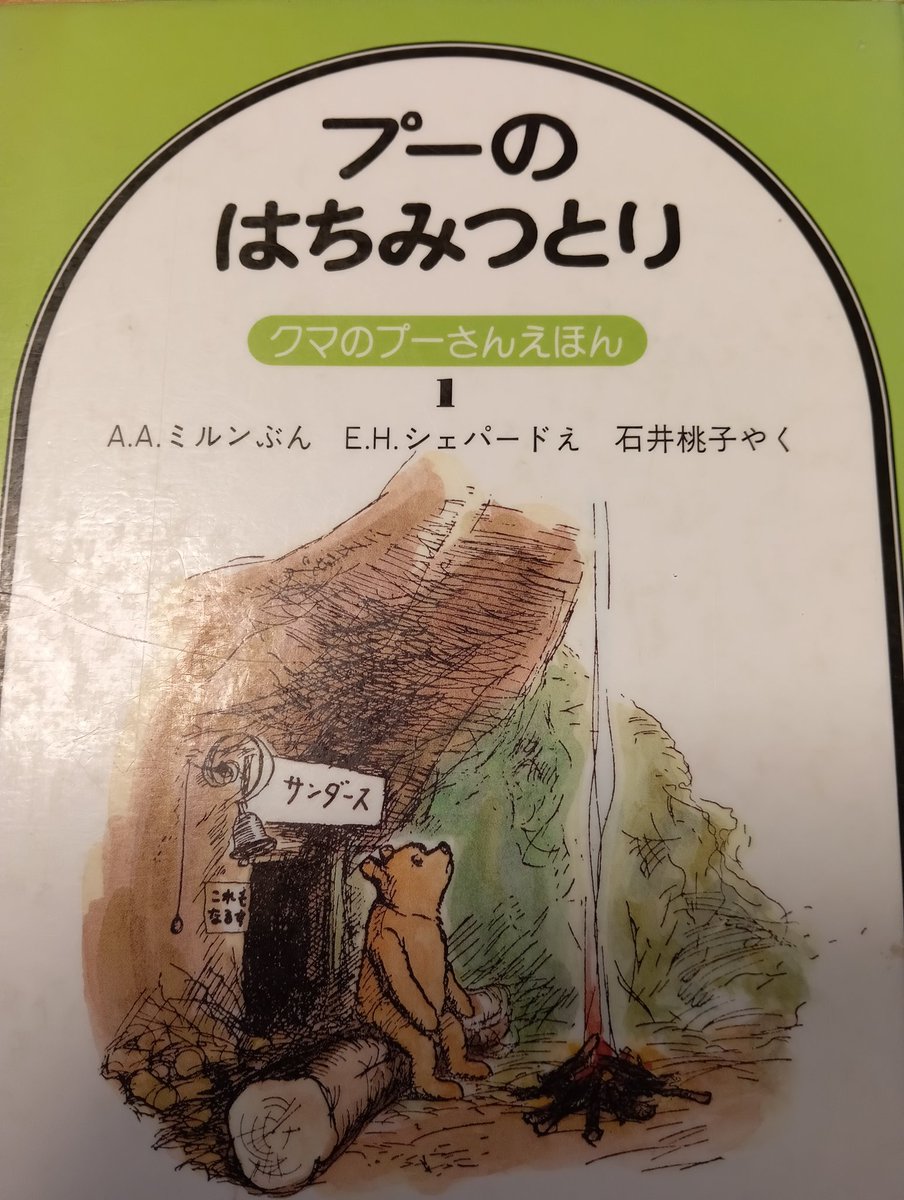 プーの
はちみつとり
クマのプーさんえほん
1
A.A.ミルンぶん　E.H.シェパードえ　石井桃子やく
サンダース
これも
なるす